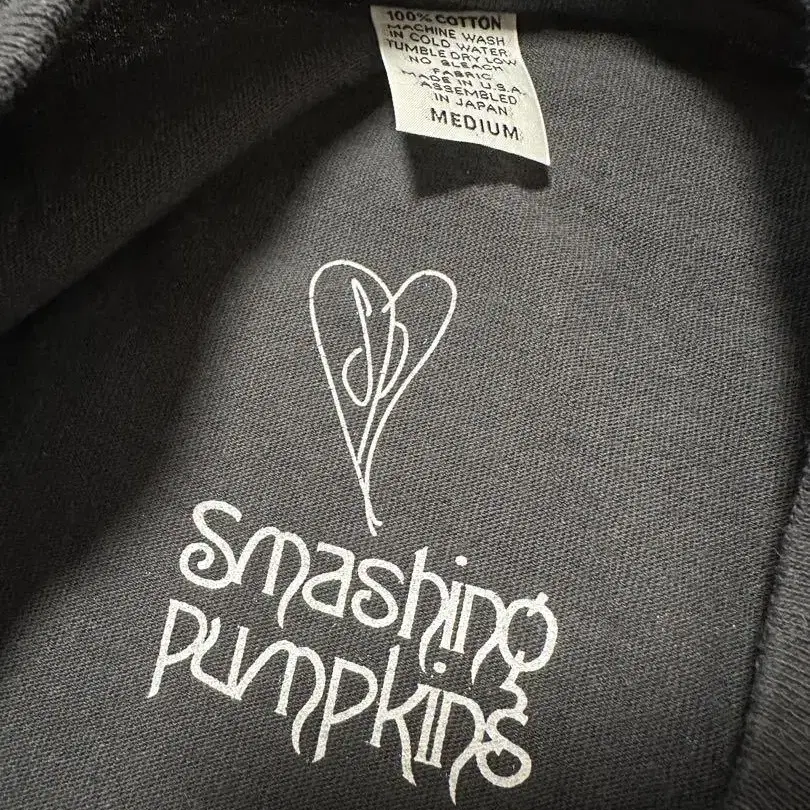 100% COTTON
MACHINE WASH
IN COLD WATER
TUMBLE DRY LOW
NO BLEACH
FABRIC
MADE IN U.S.A.
ASSEMBLED
IN JAPAN
MEDIUM
SP
smashing
pumpkins